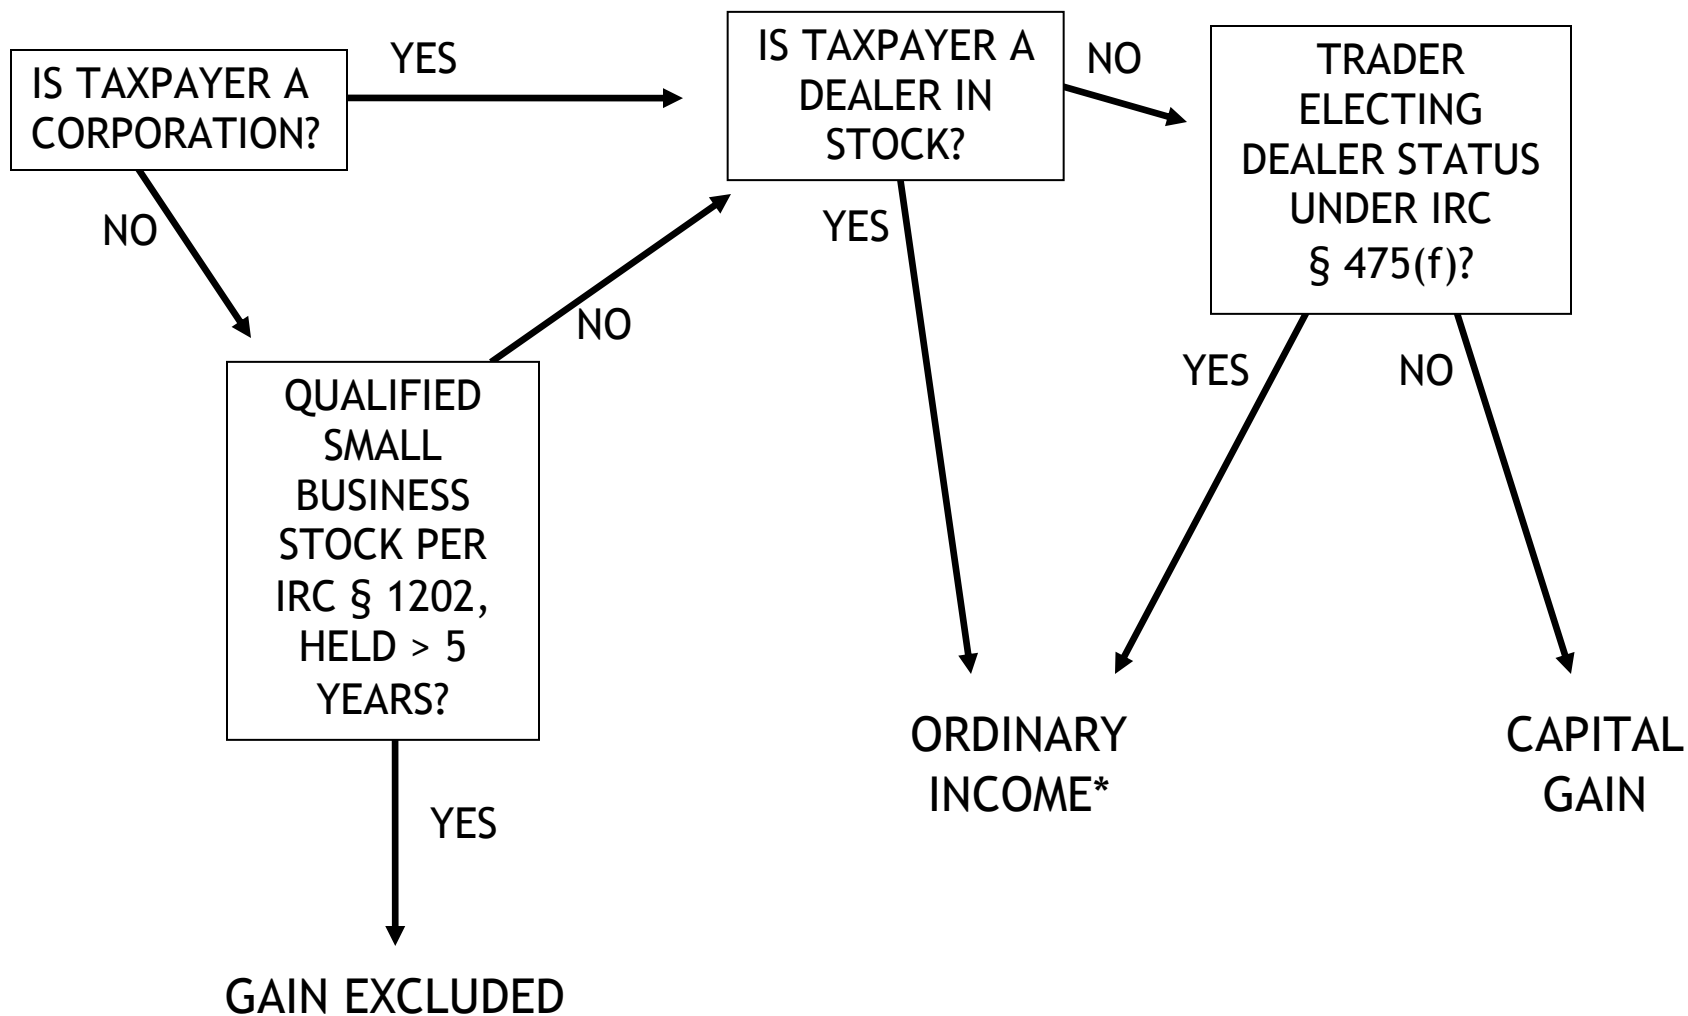 IS TAXPAYER A
CORPORATION?
YES
NO
IS TAXPAYER A
DEALER IN
STOCK?
NO
YES
TRADER
ELECTING
DEALER STATUS
UNDER IRC
§ 475(f)?
YES
NO
QUALIFIED
SMALL
BUSINESS
STOCK PER
IRC § 1202,
HELD > 5
YEARS?
NO
YES
ORDINARY
INCOME*
CAPITAL
GAIN
GAIN EXCLUDED